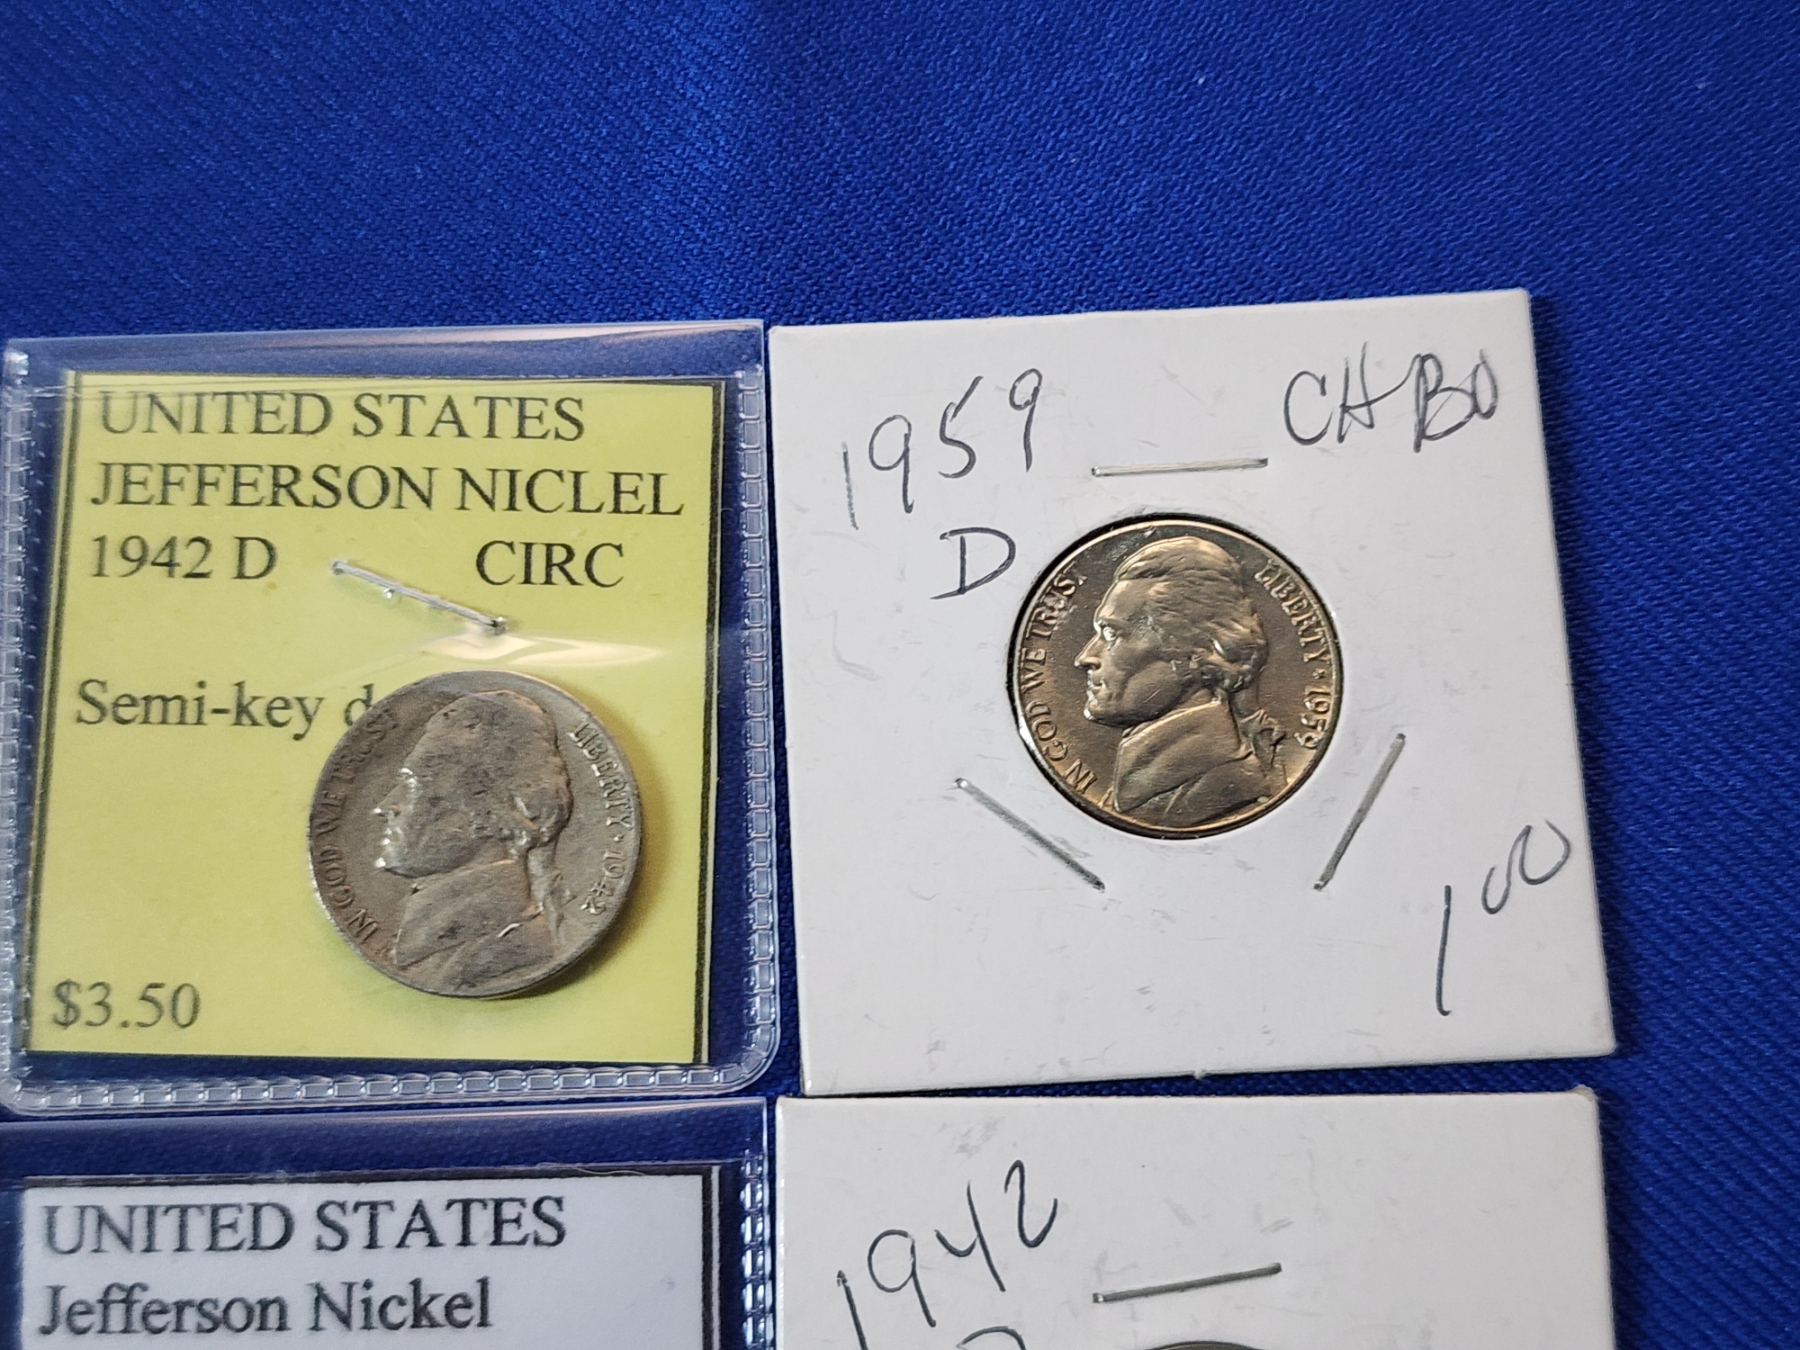 UNITED STATES
JEFFERSON NICLEL
1942 D CIRC
Semi-key
$3.50
IN GOD WE TRUST
LIBERTY 1942
1959 CH BU
D
1 00
IN GOD WE TRUST
LIBERTY 1959
UNITED STATES
Jefferson Nickel
1942